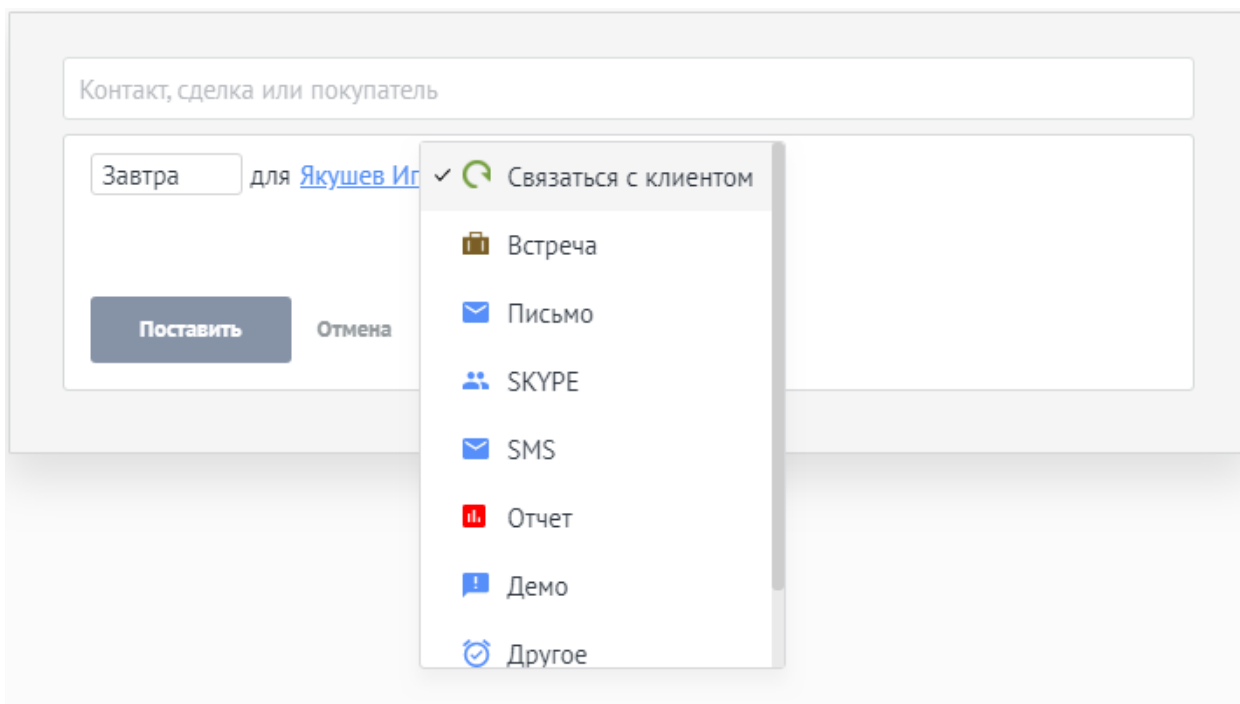 Контакт, сделка или покупатель
Завтра для Якушев Иг
Связаться с клиентом
Встреча
Письмо
SKYPE
SMS
Отчет
Демо
Другое
Поставить Отмена